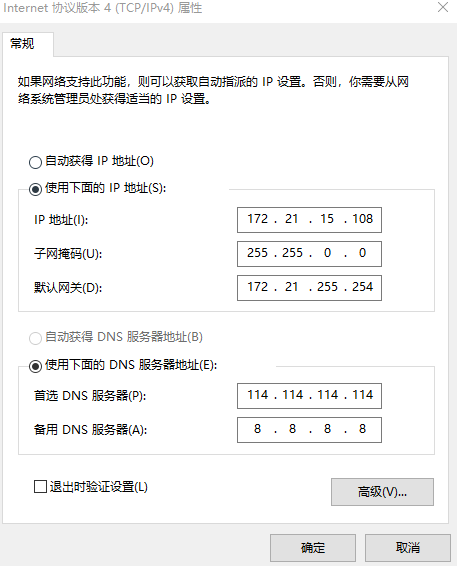 Internet 协议版本 4 (TCP/IPv4) 属性
常规
如果网络支持此功能，则可以获取自动指派的 IP 设置。否则，你需要从网
络系统管理员处获得适当的 IP 设置。
自动获得 IP 地址(O)
使用下面的 IP 地址(S):
IP 地址(I): 172 . 21 . 15 . 108
子网掩码(U): 255 . 255 . 0 . 0
默认网关(D): 172 . 21 . 255 . 254
自动获得 DNS 服务器地址(B)
使用下面的 DNS 服务器地址(E):
首选 DNS 服务器(P): 114 . 114 . 114 . 114
备用 DNS 服务器(A): 8 . 8 . 8 . 8
退出时验证设置(L)
高级(V)...
确定 取消